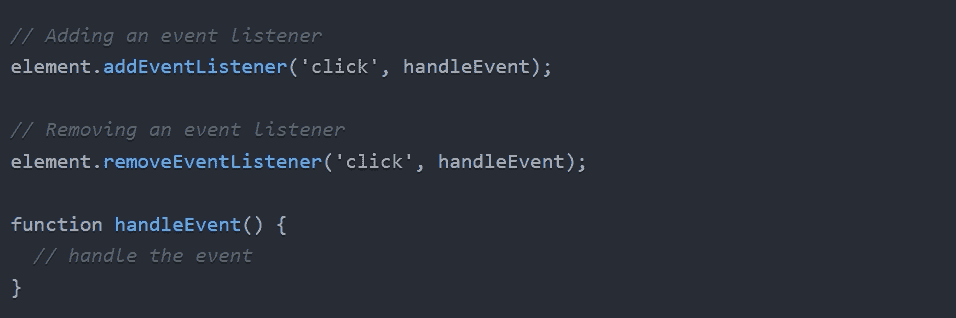 // Adding an event listener
element.addEventListener('click', handleEvent);
// Removing an event listener
element.removeEventListener('click', handleEvent);
function handleEvent() {
// handle the event
}